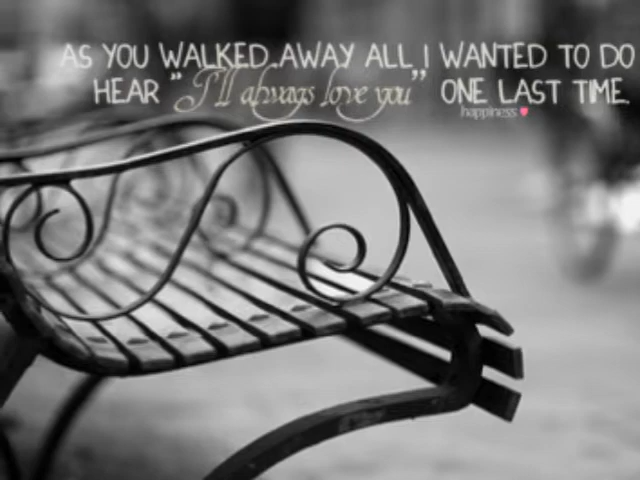 AS YOU WALKED..AWAY ALL I WANTED TO DO
HEAR "I'll always love you" ONE LAST TIME.
happiness